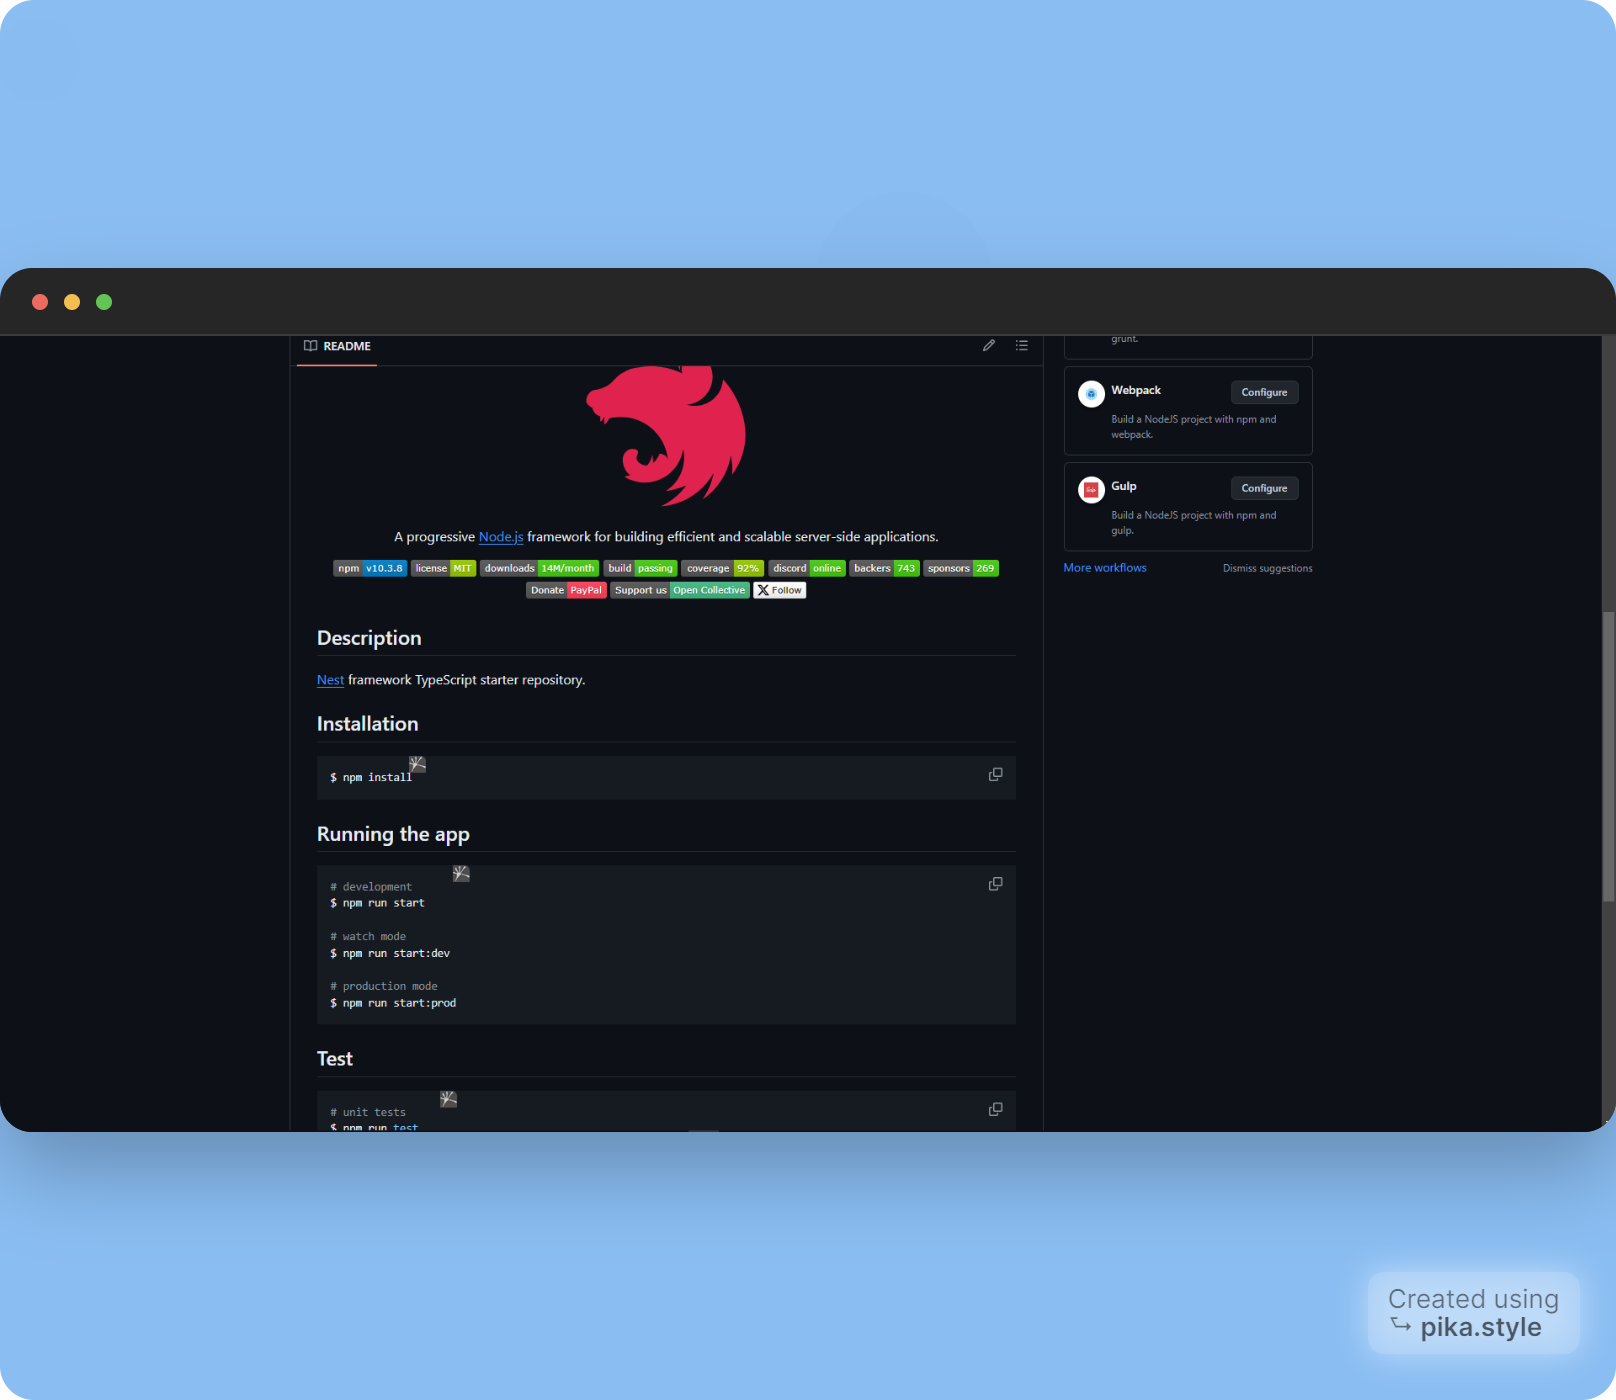 README
A progressive Node.js framework for building efficient and scalable server-side applications.
npm v10.3.8 license MIT downloads 14M/month build passing coverage 92% discord online backers 743 sponsors 269
Donate PayPal Support us Open Collective X Follow
Description
Nest framework TypeScript starter repository.
Installation
$ npm install
Running the app
# development
$ npm run start
# watch mode
$ npm run start:dev
# production mode
$ npm run start:prod
Test
# unit tests
$ npm run test
grunt.
Webpack
Configure
Build a NodeJS project with npm and
webpack.
Gulp
Configure
Build a NodeJS project with npm and
gulp.
More workflows
Dismiss suggestions
Created using
pika.style